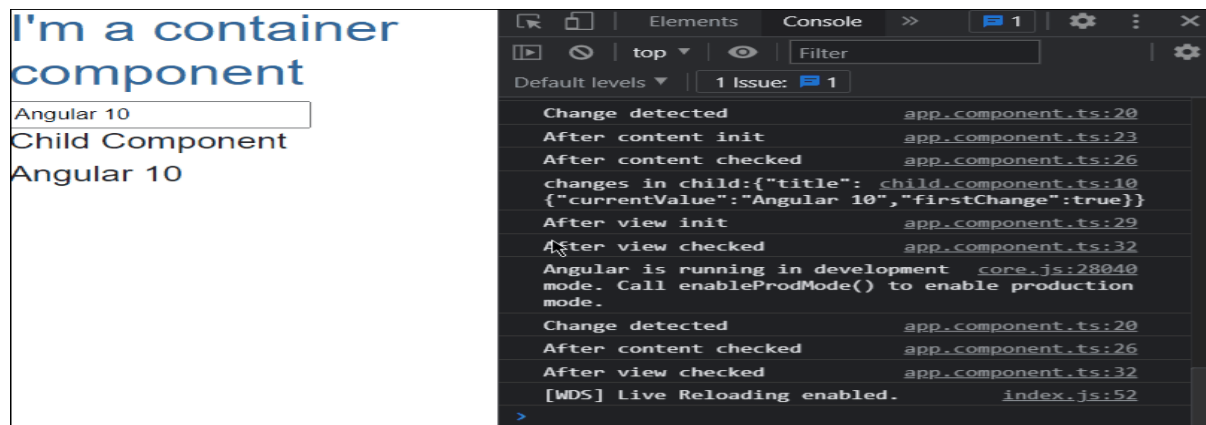 I'm a container
component
Angular 10
Child Component
Angular 10
Elements Console » 1
top ▼ Filter
Default levels ▼ 1 Issue: 1
Change detected app.component.ts:20
After content init app.component.ts:23
After content checked app.component.ts:26
changes in child:{"title": child.component.ts:10
{"currentValue":"Angular 10","firstChange":true}}
After view init app.component.ts:29
After view checked app.component.ts:32
Angular is running in development core.js:28040
mode. Call enableProdMode() to enable production
mode.
Change detected app.component.ts:20
After content checked app.component.ts:26
After view checked app.component.ts:32
[WDS] Live Reloading enabled. index.js:52
>